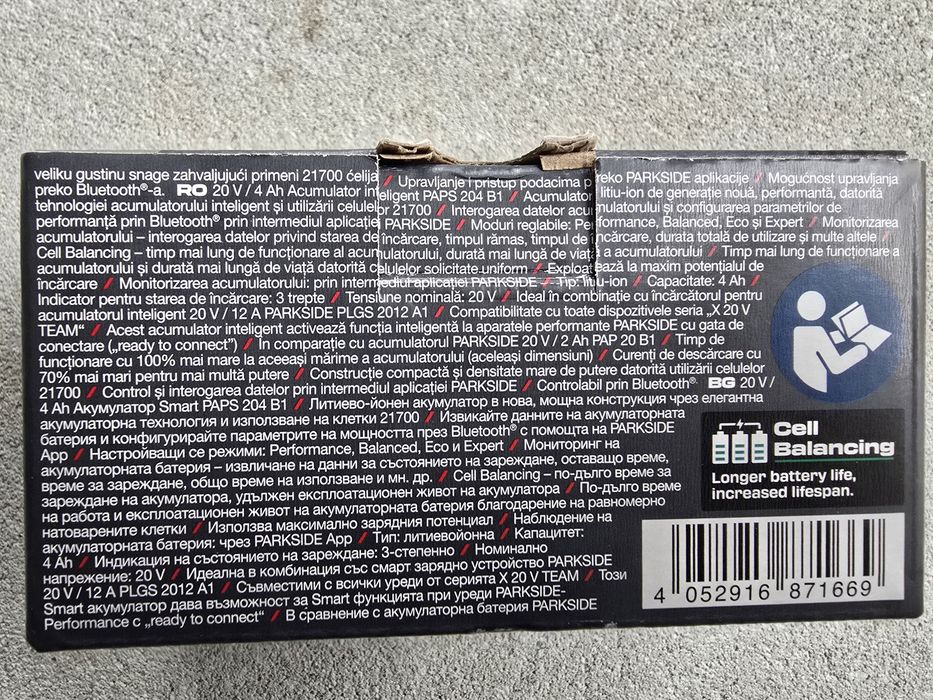 veliku gustinu snage zahvaljujući primeni 21700 ćelija / Upravljanje i pristup podacima preko PARKSIDE aplikacije / Mogućnost upravljanja
preko Bluetooth®-a. RO 20 V / 4 Ah Acumulator inteligent PAPS 204 B1 / Acumulator litiu-ion de generație nouă, performantă, datorită
tehnologiei acumulatorului inteligent și utilizării celulelor 21700 / Interogarea datelor acumulatorului și configurarea parametrilor de
performanță prin Bluetooth® prin intermediul aplicației PARKSIDE / Moduri reglabile: Performance, Balanced, Eco și Expert / Monitorizarea
acumulatorului – interogarea datelor privind starea de încărcare, timpul rămas, timpul de încărcare, durata totală de utilizare și multe altele /
Cell Balancing – timp mai lung de funcționare al acumulatorului și durată mai lungă de viață a acumulatorului / Timp mai lung de funcționare a
acumulatorului și durată mai lungă de viață datorită celulelor solicitate uniform / Exploatează la maxim potențialul de
încărcare / Monitorizarea acumulatorului: prin intermediul aplicației PARKSIDE / Tip: litiu-ion / Capacitate: 4 Ah /
Indicator pentru starea de încărcare: 3 trepte / Tensiune nominală: 20 V / Ideal în combinație cu încărcătorul pentru
acumulatorul inteligent 20 V / 12 A PARKSIDE PLGS 2012 A1 / Compatibilitate cu toate dispozitivele seria „X 20 V
TEAM“ / Acest acumulator inteligent activează funcția inteligentă la aparatele performante PARKSIDE cu gata de
conectare („ready to connect”) / În comparație cu acumulatorul PARKSIDE 20 V / 2 Ah PAP 20 B1 / Timp de
funcționare cu 100% mai mare la aceeași mărime a acumulatorului (aceleași dimensiuni) / Curenți de descărcare cu
70% mai mari pentru mai multă putere / Construcție compactă și densitate mare de putere datorită utilizării celulelor
21700 / Control și interogarea datelor prin intermediul aplicației PARKSIDE / Controlabil prin Bluetooth®. BG 20 V /
4 Ah Акумулатор Smart PAPS 204 B1 / Литиево-йонен акумулатор в нова, мощна конструкция чрез елегантна
акумулаторна технология и използване на клетки 21700 / Извикайте данните на акумулаторната
батерия и конфигурирайте параметрите на мощността през Bluetooth® с помощта на PARKSIDE
App / Настройващи се режими: Performance, Balanced, Eco и Expert / Мониторинг на
акумулаторната батерия – извличане на данни за състоянието на зареждане, оставащо време,
време за зареждане, общо време на използване и мн. др. / Cell Balancing – по-дълго време за
зареждане на акумулатора, удължен експлоатационен живот на акумулатора / По-дълго време
на работа и експлоатационен живот на акумулаторната батерия благодарение на равномерно
натоварените клетки / Използва максимално зарядния потенциал / Наблюдение на
акумулаторната батерия: чрез PARKSIDE App / Тип: литиевойонна / Капацитет:
4 Ah / Индикация на състоянието на зареждане: 3-степенно / Номинално
напрежение: 20 V / Идеална в комбинация със смарт зарядно устройство PARKSIDE
20 V / 12 A PLGS 2012 A1 / Съвместими с всички уреди от серията X 20 V TEAM / Този
Smart акумулатор дава възможност за Smart функцията при уреди PARKSIDE-
Performance с „ready to connect“ / В сравнение с акумулаторна батерия PARKSIDE
Cell
Balancing
Longer battery life,
increased lifespan.
4 052916 871669